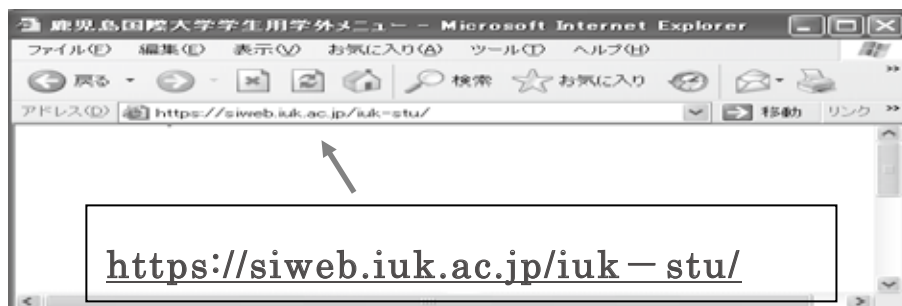 鹿児島国際大学学生用学外メニュー - Microsoft Internet Explorer
ファイル(F) 編集(E) 表示(V) お気に入り(A) ツール(T) ヘルプ(H)
戻る 検索 お気に入り
アドレス(D) https://siweb.iuk.ac.jp/iuk-stu/ 移動 リンク
https://siweb.iuk.ac.jp/iuk－stu/